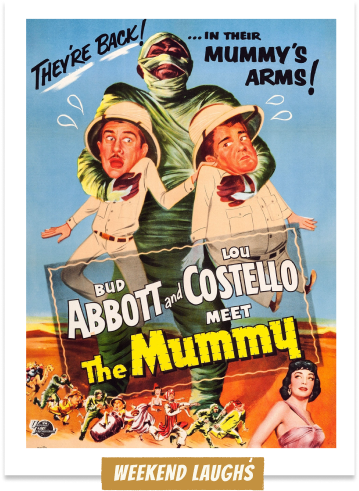 THEY'RE BACK!
...IN THEIR
MUMMY'S
ARMS!
BUD
LOU
ABBOTT and COSTELLO
MEET
The Mummy
WEEKEND LAUGHS